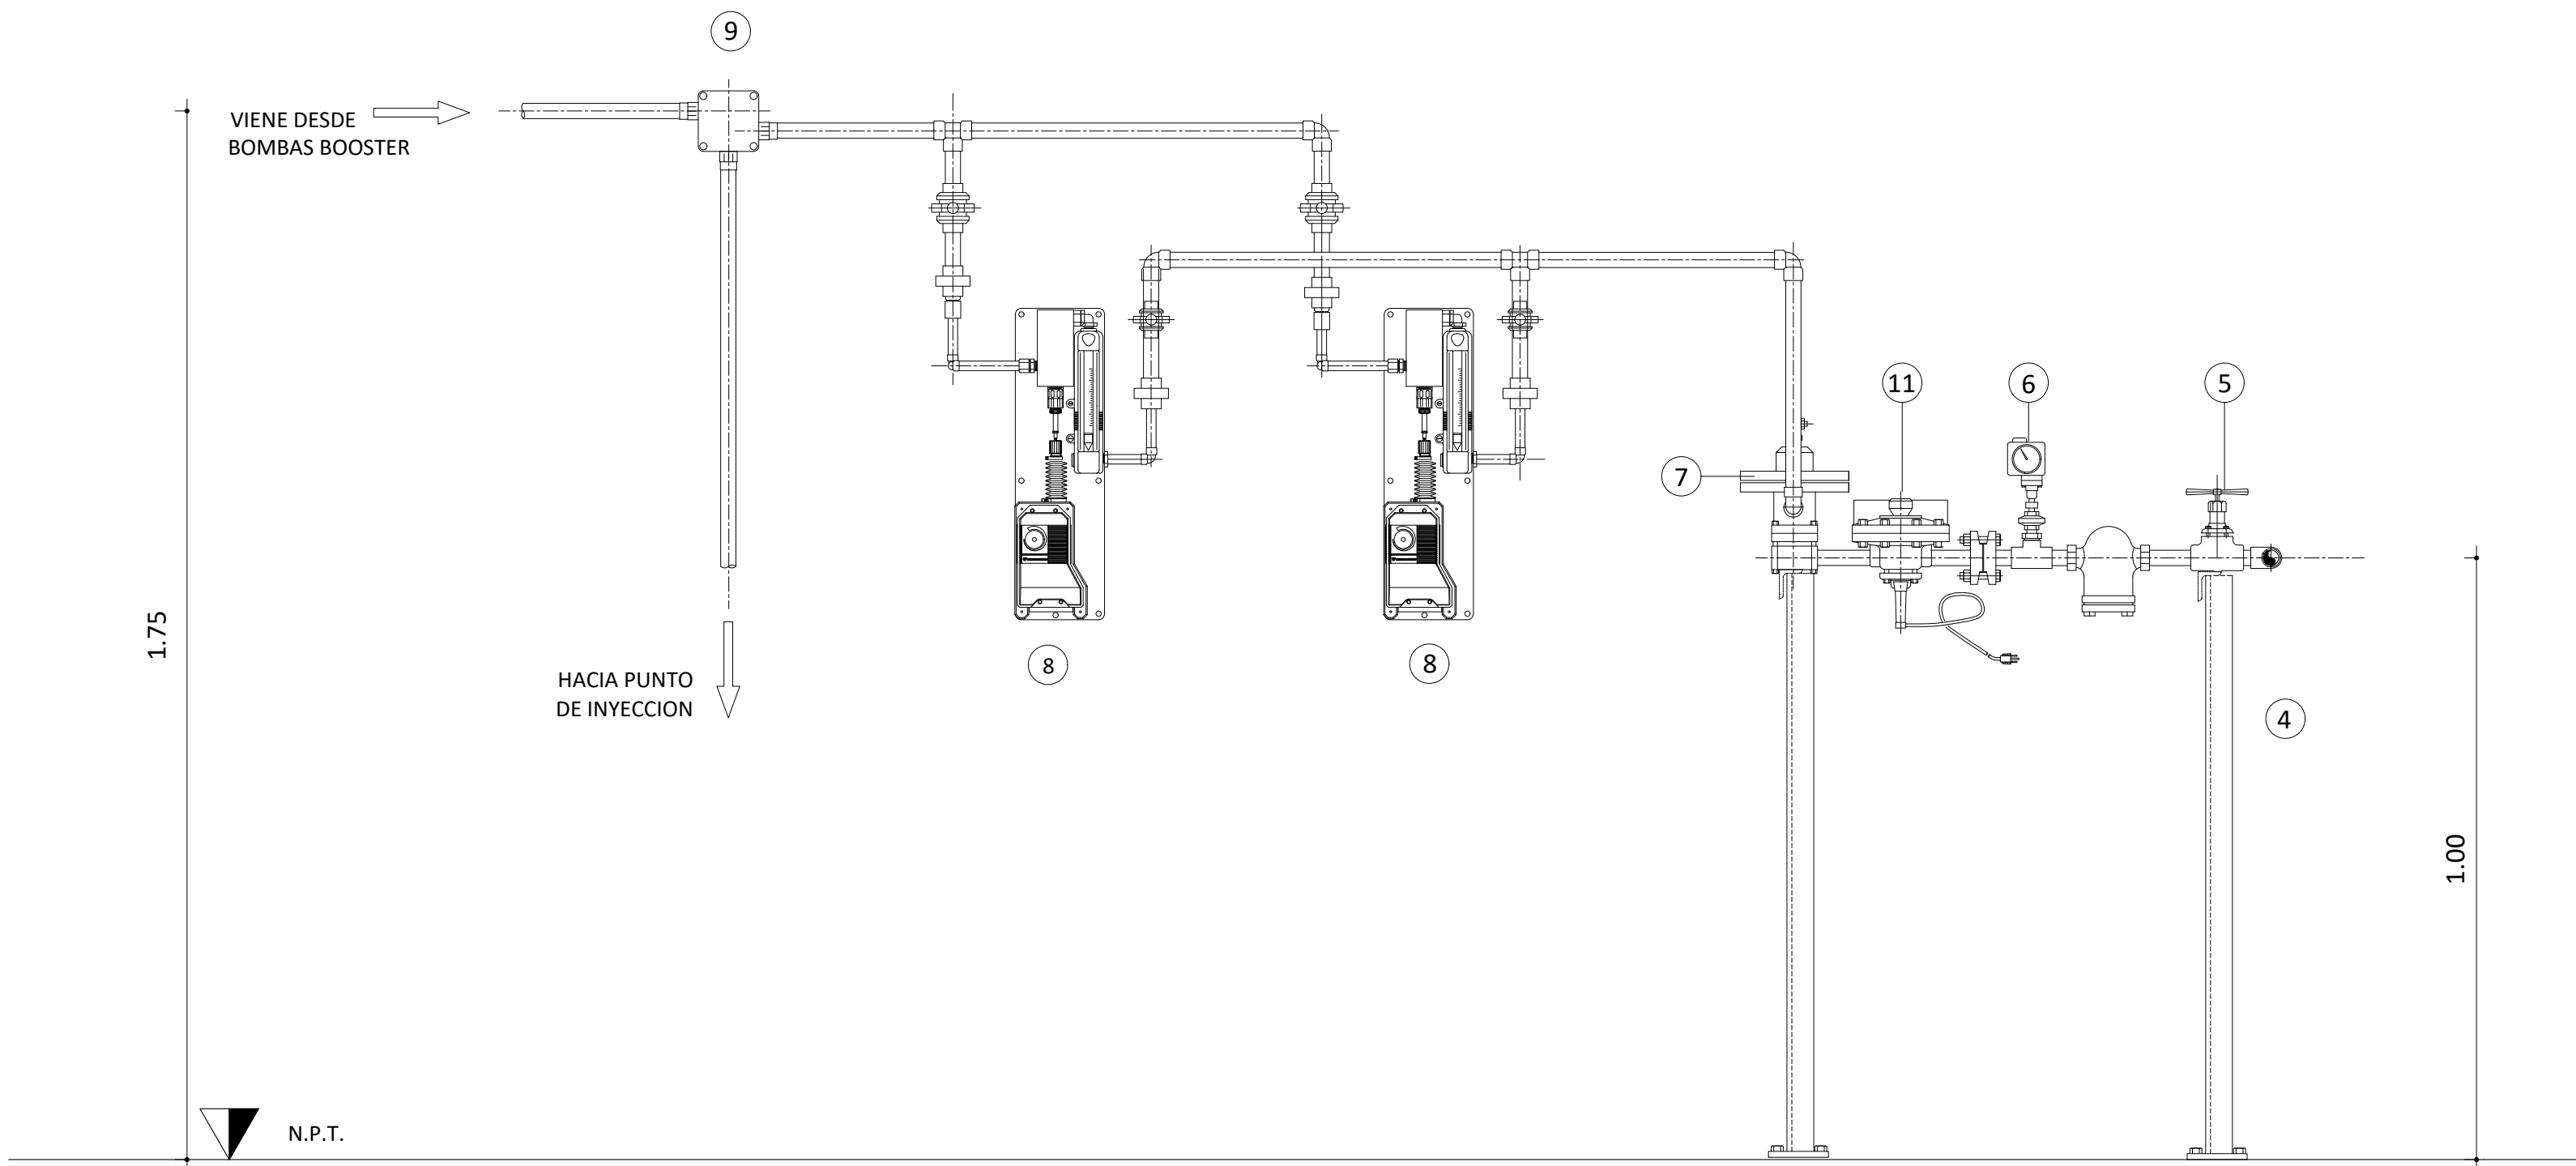 9
VIENE DESDE
BOMBAS BOOSTER
11
6
5
7
1.75
8
8
HACIA PUNTO
DE INYECCION
4
1.00
N.P.T.